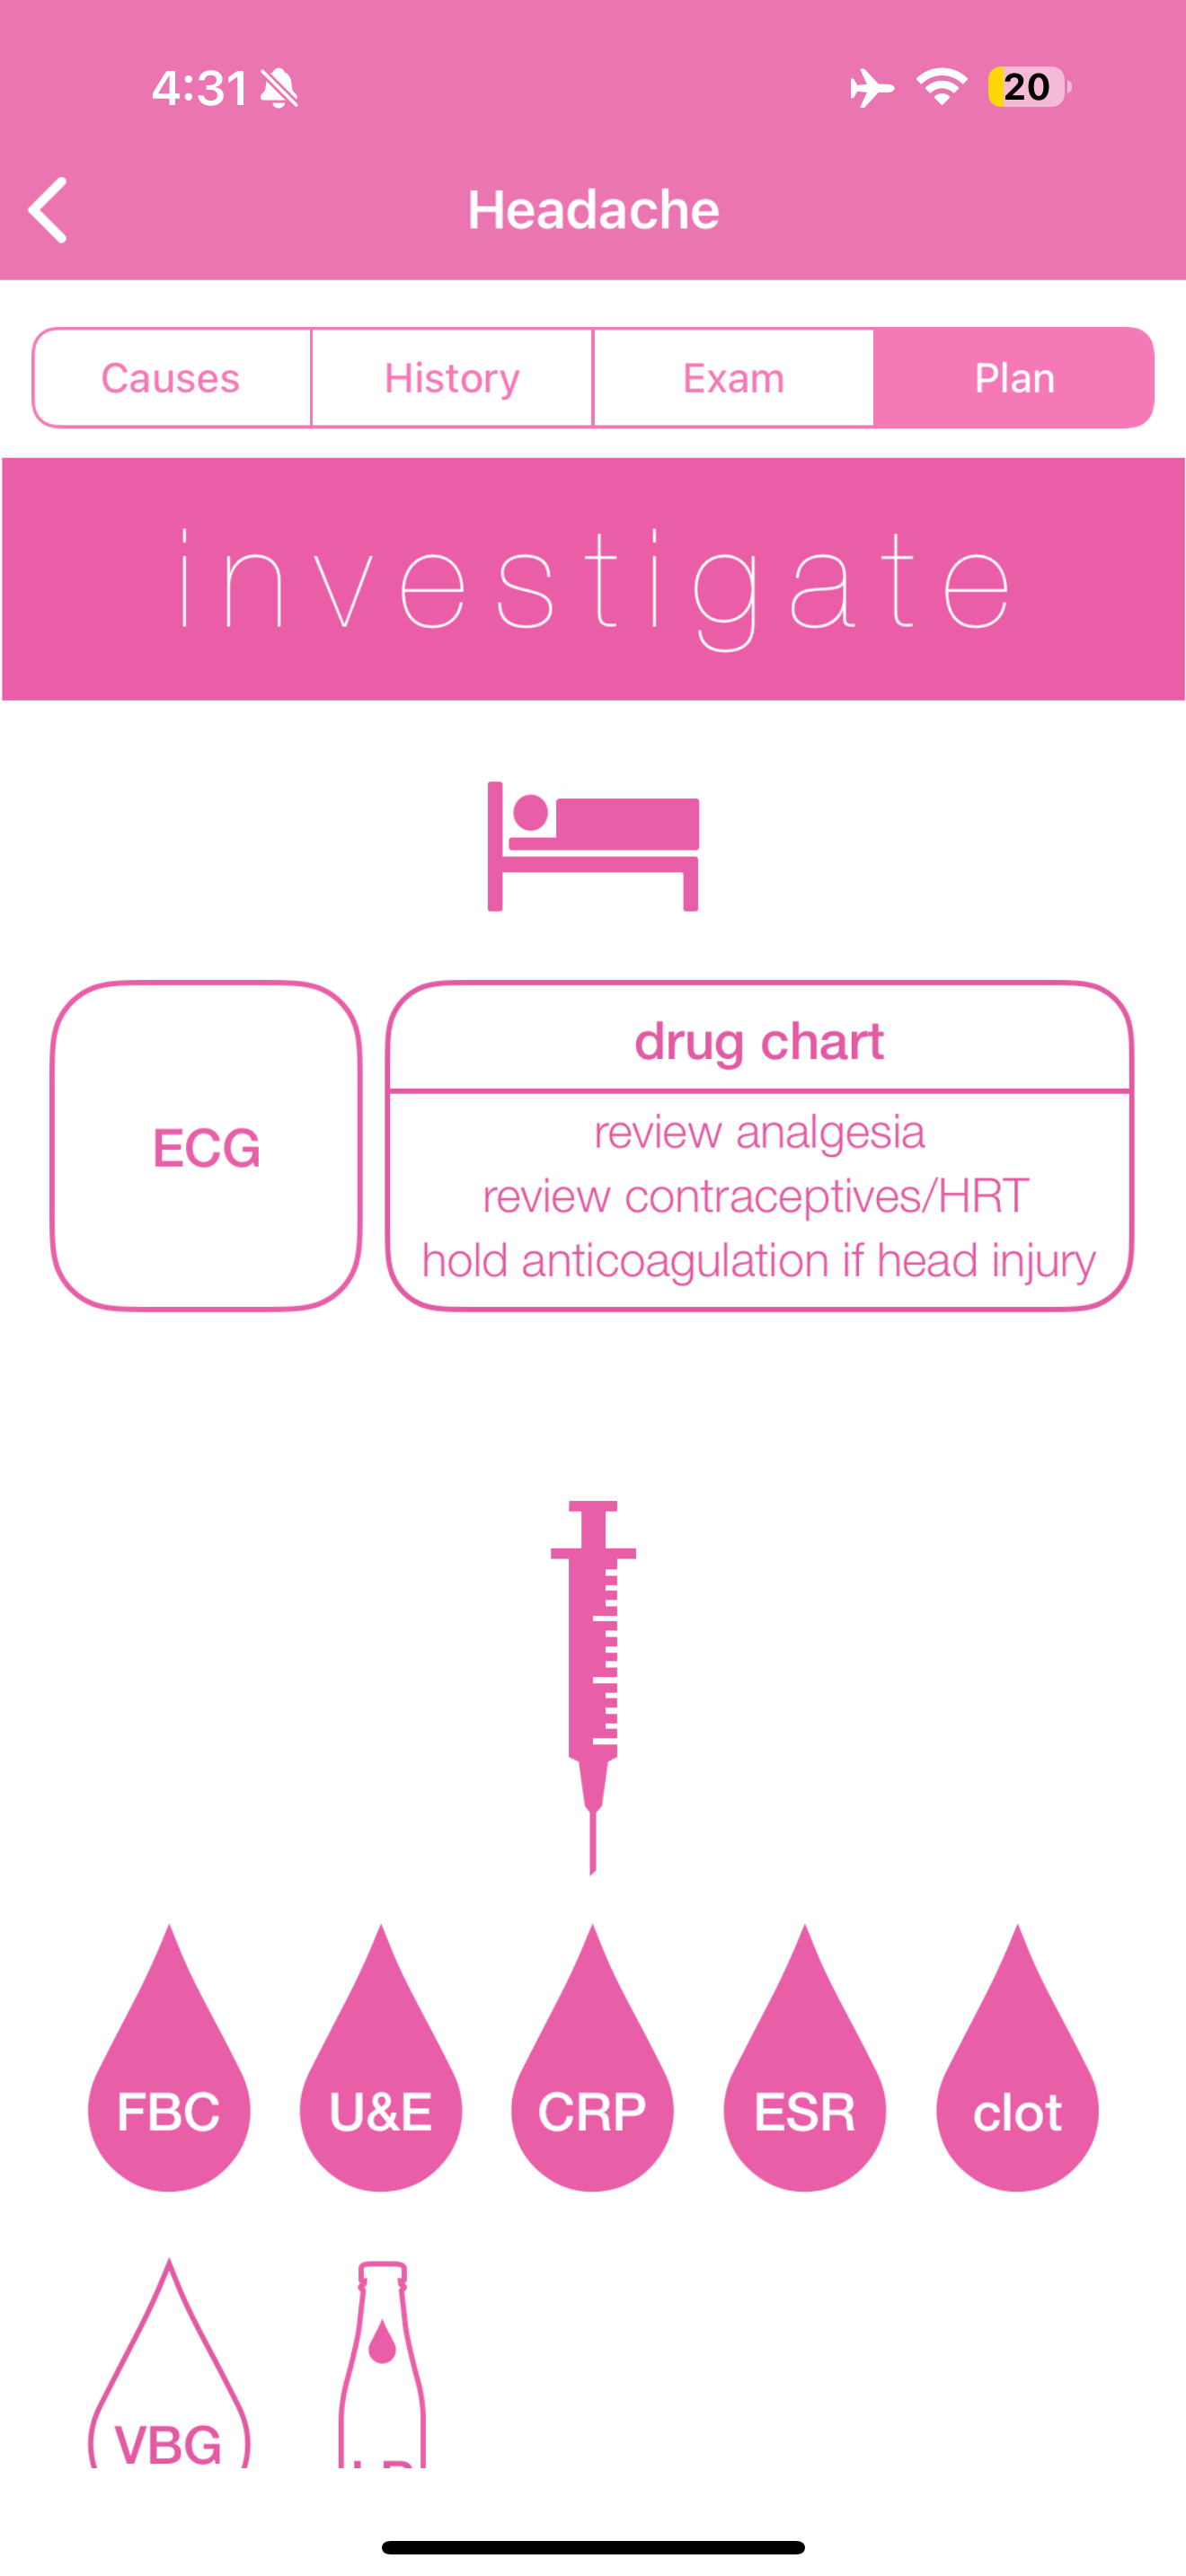 4:31
20
Headache
Causes
History
Exam
Plan
investigate
ECG
drug chart
review analgesia
review contraceptives/HRT
hold anticoagulation if head injury
FBC
U&E
CRP
ESR
clot
VBG